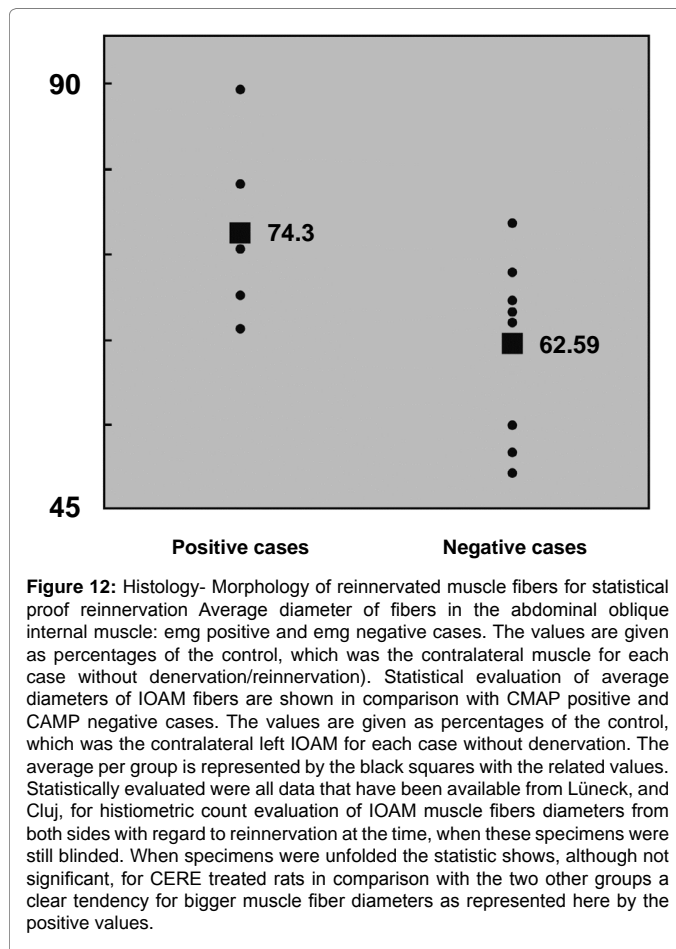 90
74.3
62.59
45
Positive cases Negative cases
Figure 12: Histology- Morphology of reinnervated muscle fibers for statistical
proof reinnervation Average diameter of fibers in the abdominal oblique
internal muscle: emg positive and emg negative cases. The values are given
as percentages of the control, which was the contralateral muscle for each
case without denervation/reinnervation). Statistical evaluation of average
diameters of IOAM fibers are shown in comparison with CMAP positive and
CAMP negative cases. The values are given as percentages of the control,
which was the contralateral left IOAM for each case without denervation. The
average per group is represented by the black squares with the related values.
Statistically evaluated were all data that have been available from Lüneck, and
Cluj, for histiometric count evaluation of IOAM muscle fibers diameters from
both sides with regard to reinnervation at the time, when these specimens were
still blinded. When specimens were unfolded the statistic shows, although not
significant, for CERE treated rats in comparison with the two other groups a
clear tendency for bigger muscle fiber diameters as represented here by the
positive values.